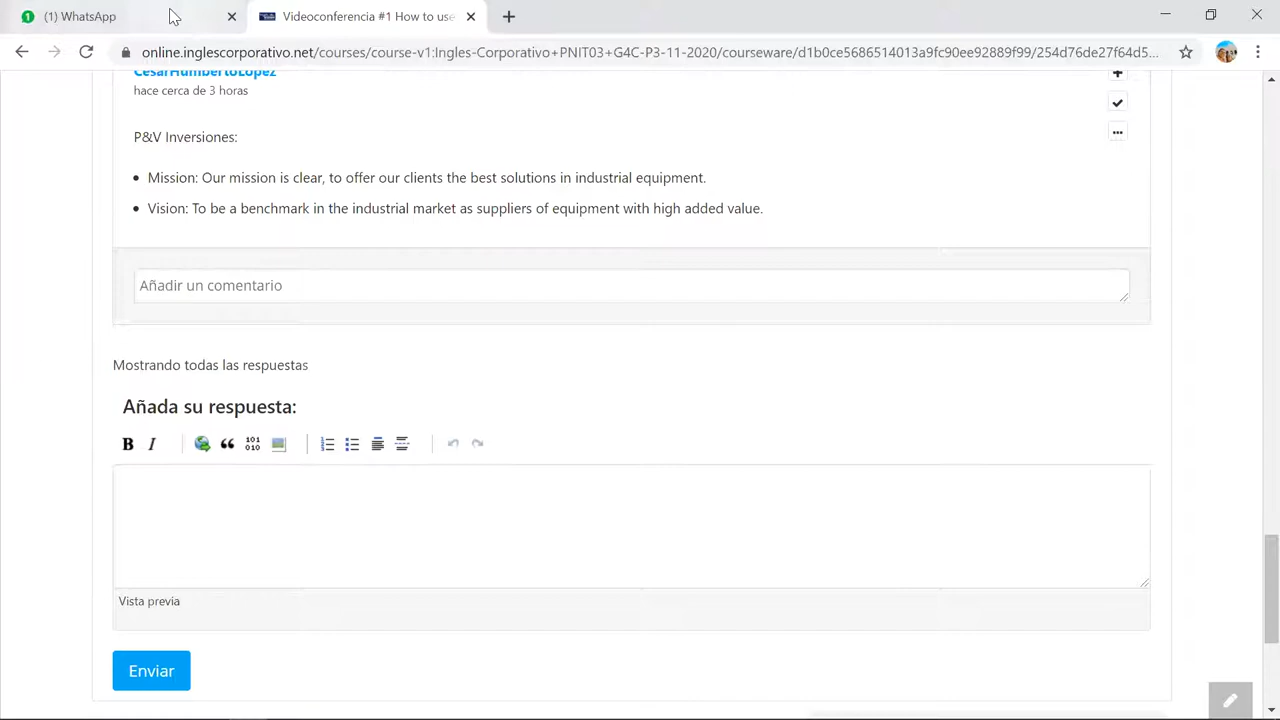 (1) WhatsApp
Videoconferencia #1 How to use
online.inglescorporativo.net/courses/course-v1:Ingles-Corporativo+PNIT03+G4C-P3-11-2020/courseware/d1b0ce5686514013a9fc90ee92889f99/254d76de27f64d5...
CesarHumbertoLopez
hace cerca de 3 horas
P&V Inversiones:
• Mission: Our mission is clear, to offer our clients the best solutions in industrial equipment.
• Vision: To be a benchmark in the industrial market as suppliers of equipment with high added value.
Añadir un comentario
Mostrando todas las respuestas
Añada su respuesta:
B I 101
010
Vista previa
Enviar